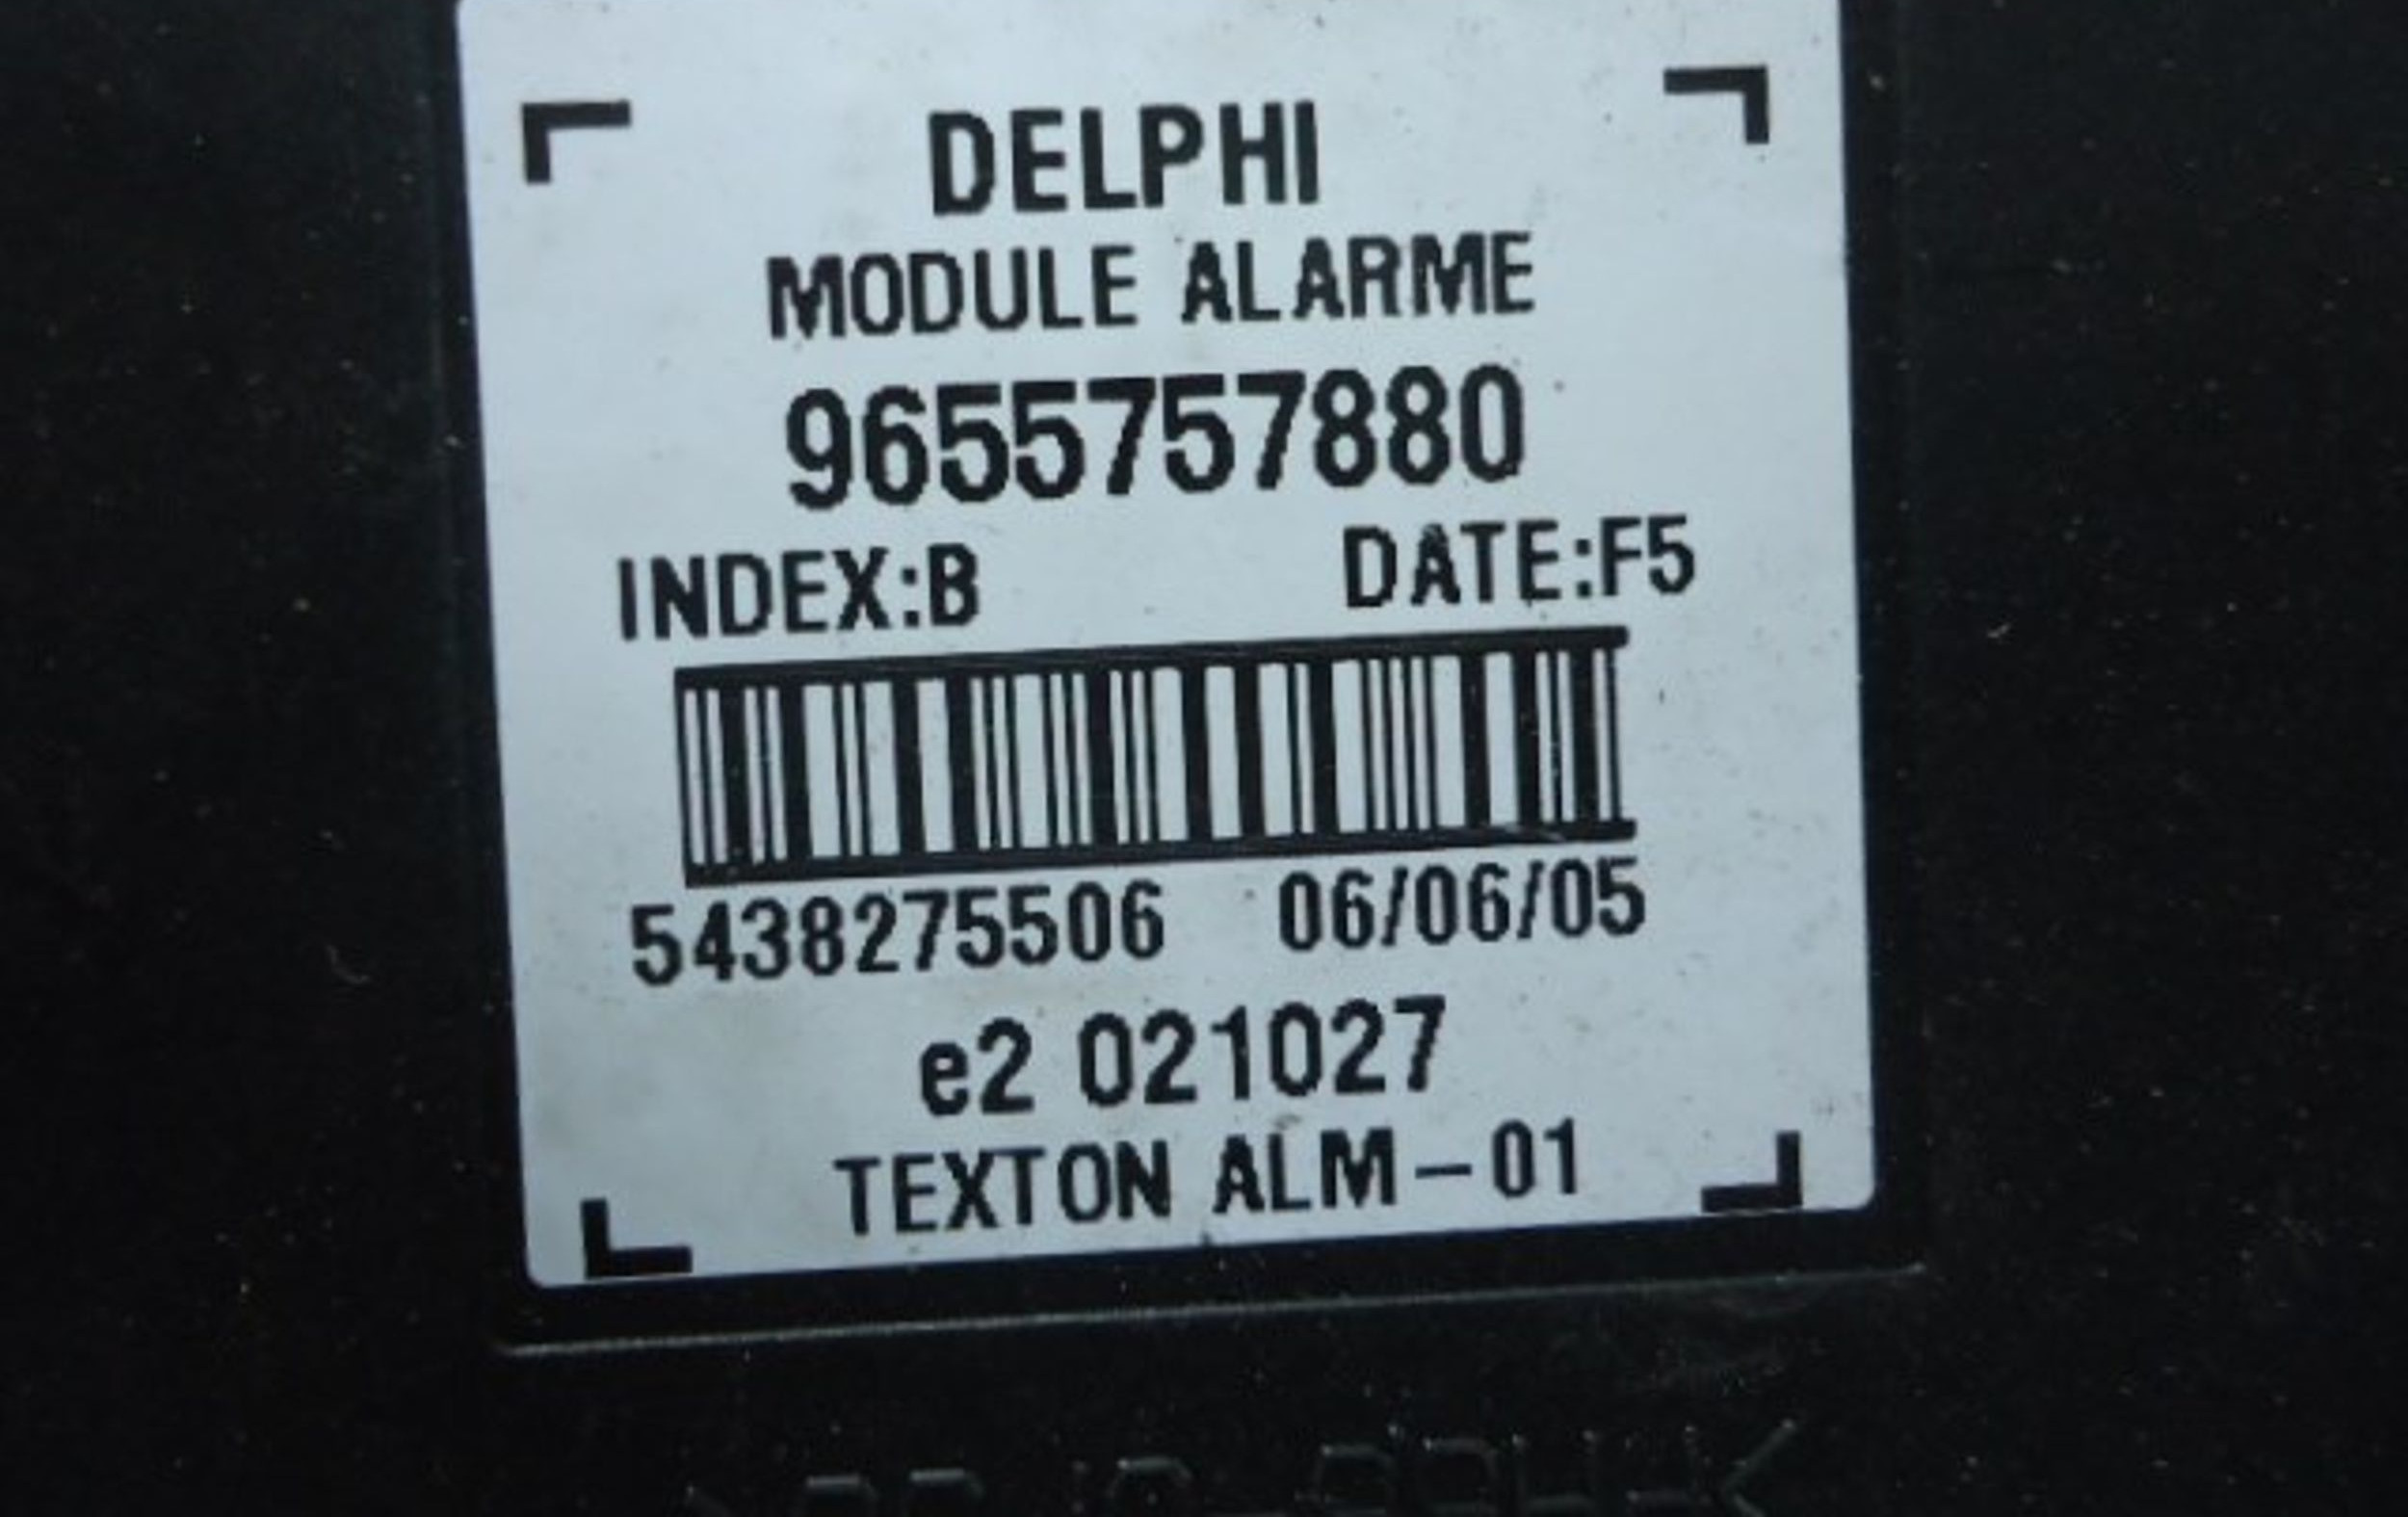 DELPHI
MODULE ALARME
9655757880
INDEX:B DATE:F5
5438275506 06/06/05
e2 021027
TEXTON ALM-01